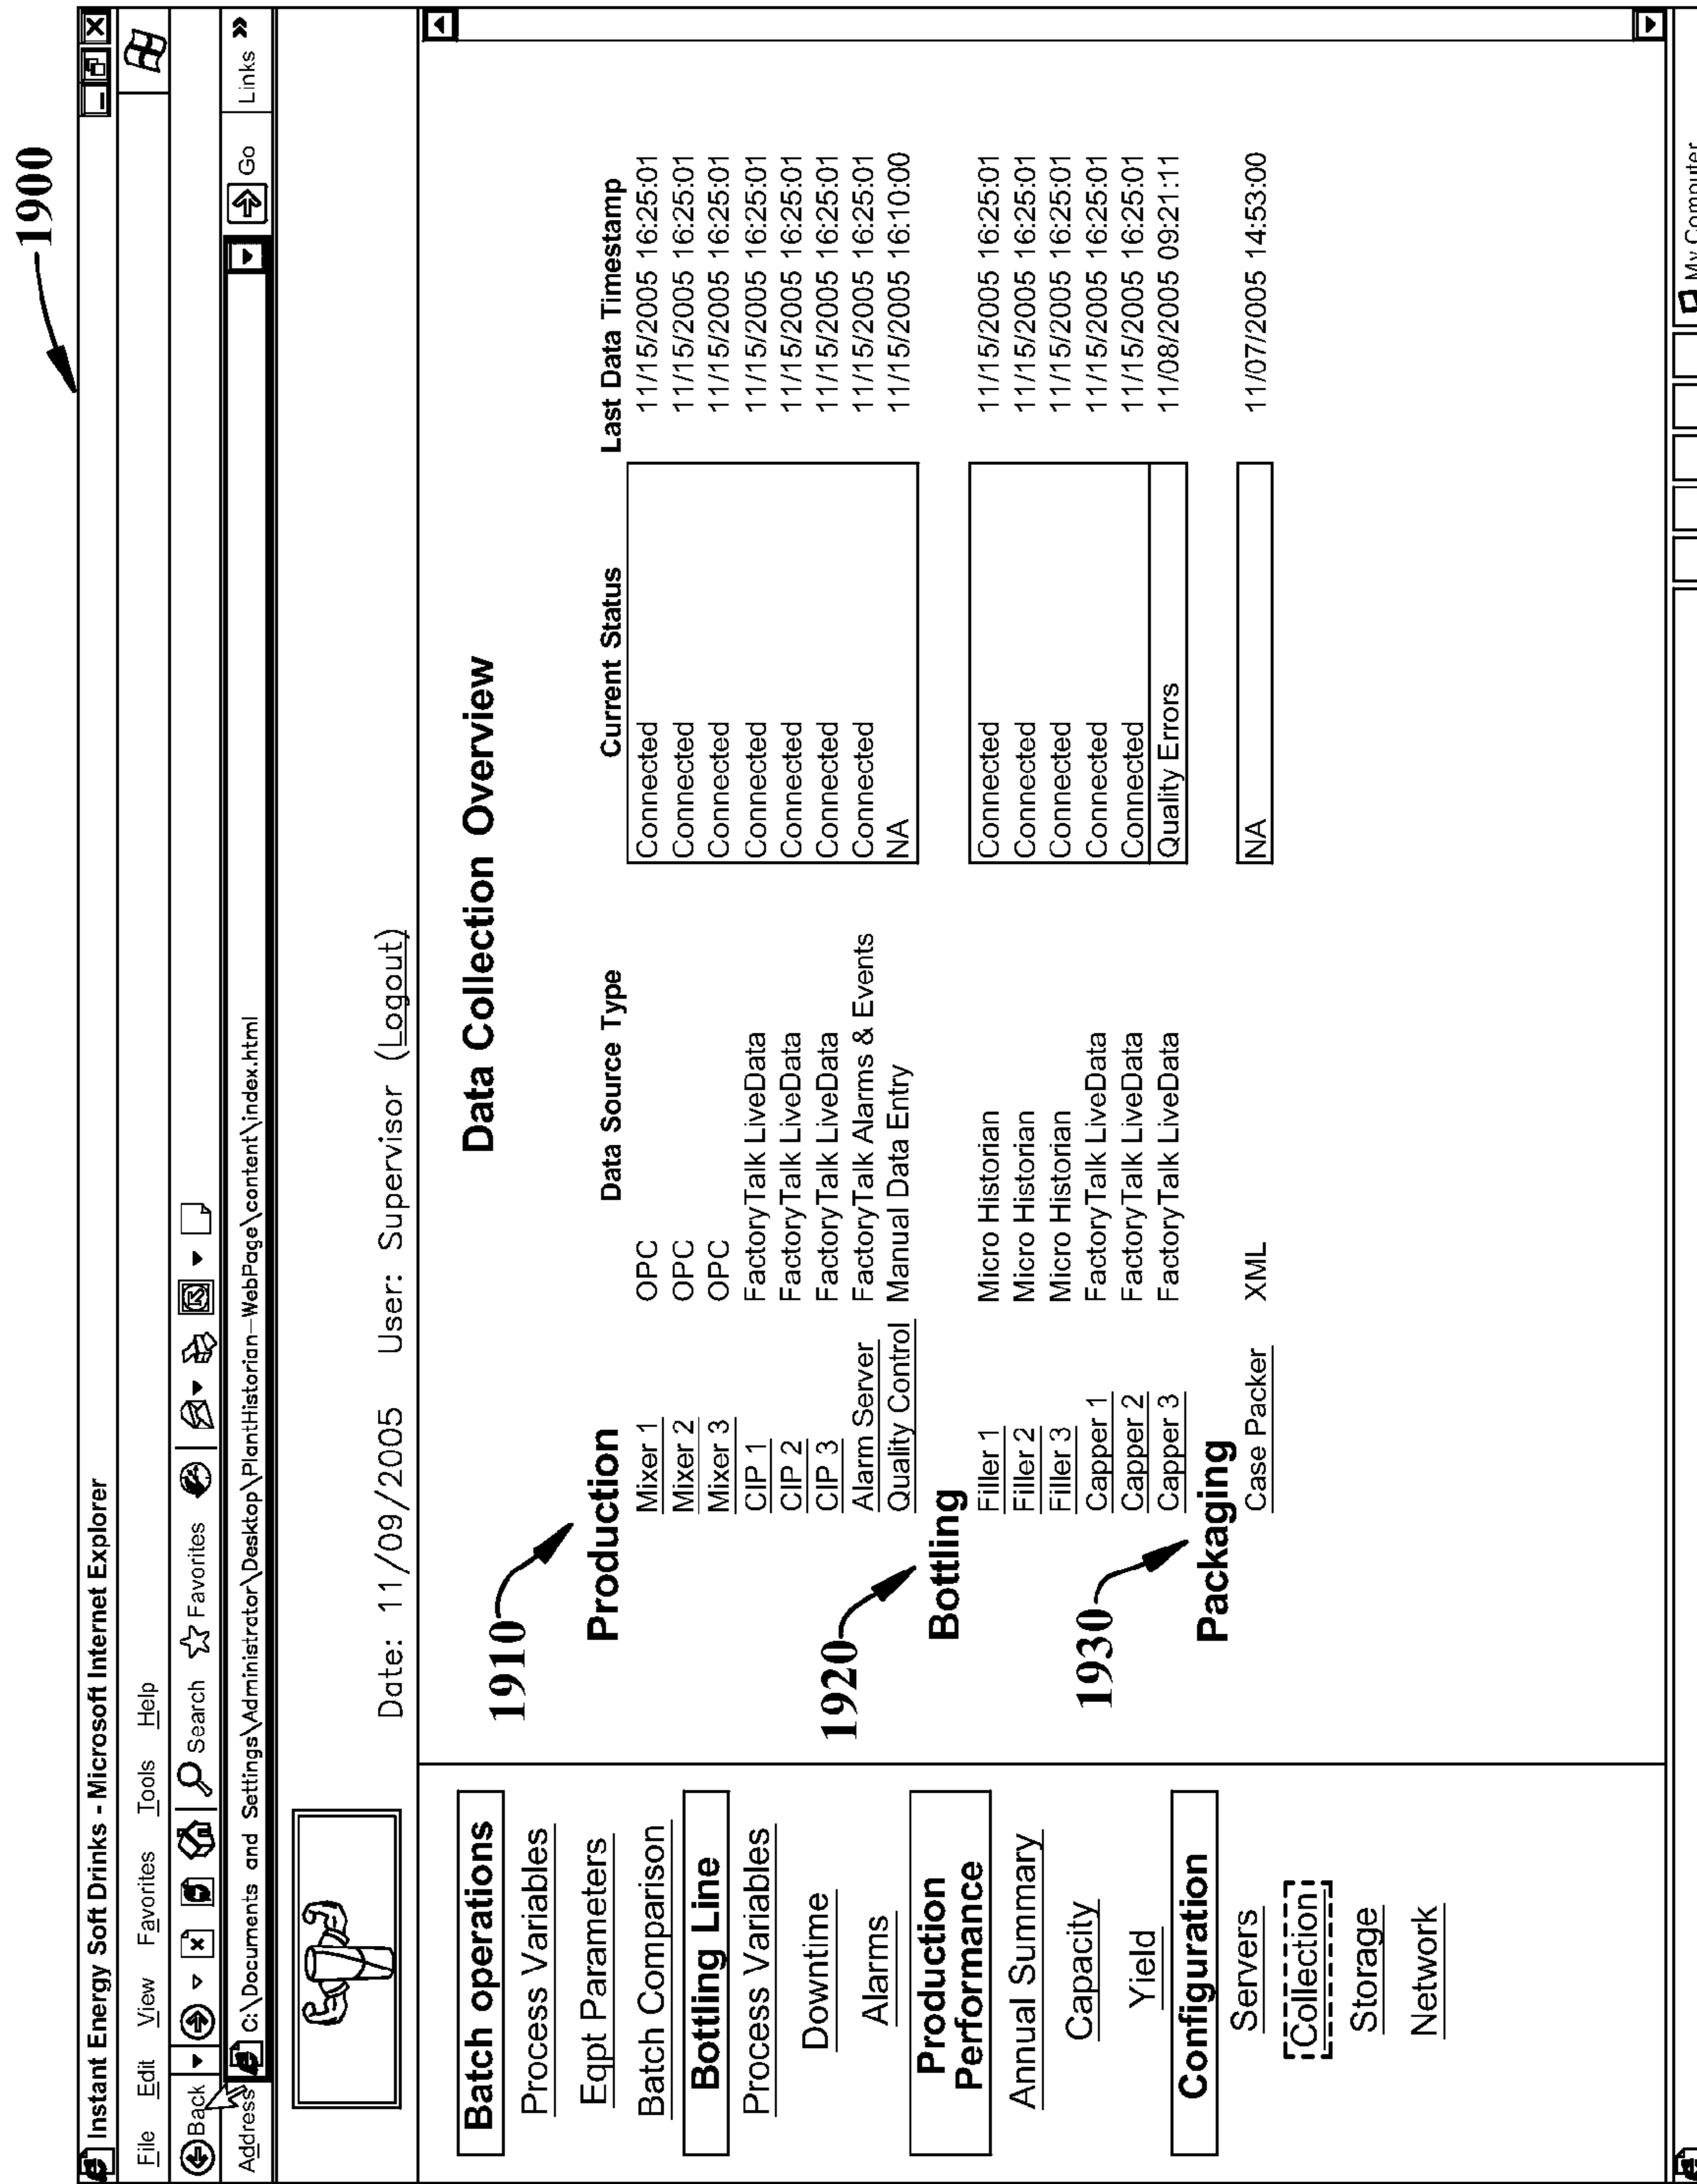 1900
Instant Energy Soft Drinks - Microsoft Internet Explorer
File Edit View Favorites Tools Help
Back Search Favorites
Address C:\Documents and Settings\Administrator\Desktop\PlantHistorian-WebPage\content\index.html Go Links »
Date: 11/09/2005 User: Supervisor (Logout)
Batch operations
Process Variables
Eqpt Parameters
Batch Comparison
Bottling Line
Process Variables
Downtime
Alarms
Production
Performance
Annual Summary
Capacity
Yield
Configuration
Servers
Collection
Storage
Network
Data Collection Overview
1910
Production Data Source Type Current Status Last Data Timestamp
Mixer 1 OPC Connected 11/15/2005 16:25:01
Mixer 2 OPC Connected 11/15/2005 16:25:01
Mixer 3 OPC Connected 11/15/2005 16:25:01
CIP 1 FactoryTalk LiveData Connected 11/15/2005 16:25:01
CIP 2 FactoryTalk LiveData Connected 11/15/2005 16:25:01
CIP 3 FactoryTalk LiveData Connected 11/15/2005 16:25:01
Alarm Server FactoryTalk Alarms & Events Connected 11/15/2005 16:25:01
Quality Control Manual Data Entry NA 11/15/2005 16:10:00
1920
Bottling
Filler 1 Micro Historian Connected 11/15/2005 16:25:01
Filler 2 Micro Historian Connected 11/15/2005 16:25:01
Filler 3 Micro Historian Connected 11/15/2005 16:25:01
Capper 1 FactoryTalk LiveData Connected 11/15/2005 16:25:01
Capper 2 FactoryTalk LiveData Connected 11/15/2005 16:25:01
Capper 3 FactoryTalk LiveData Quality Errors 11/08/2005 09:21:11
1930
Packaging
Case Packer XML NA 11/07/2005 14:53:00
My Computer